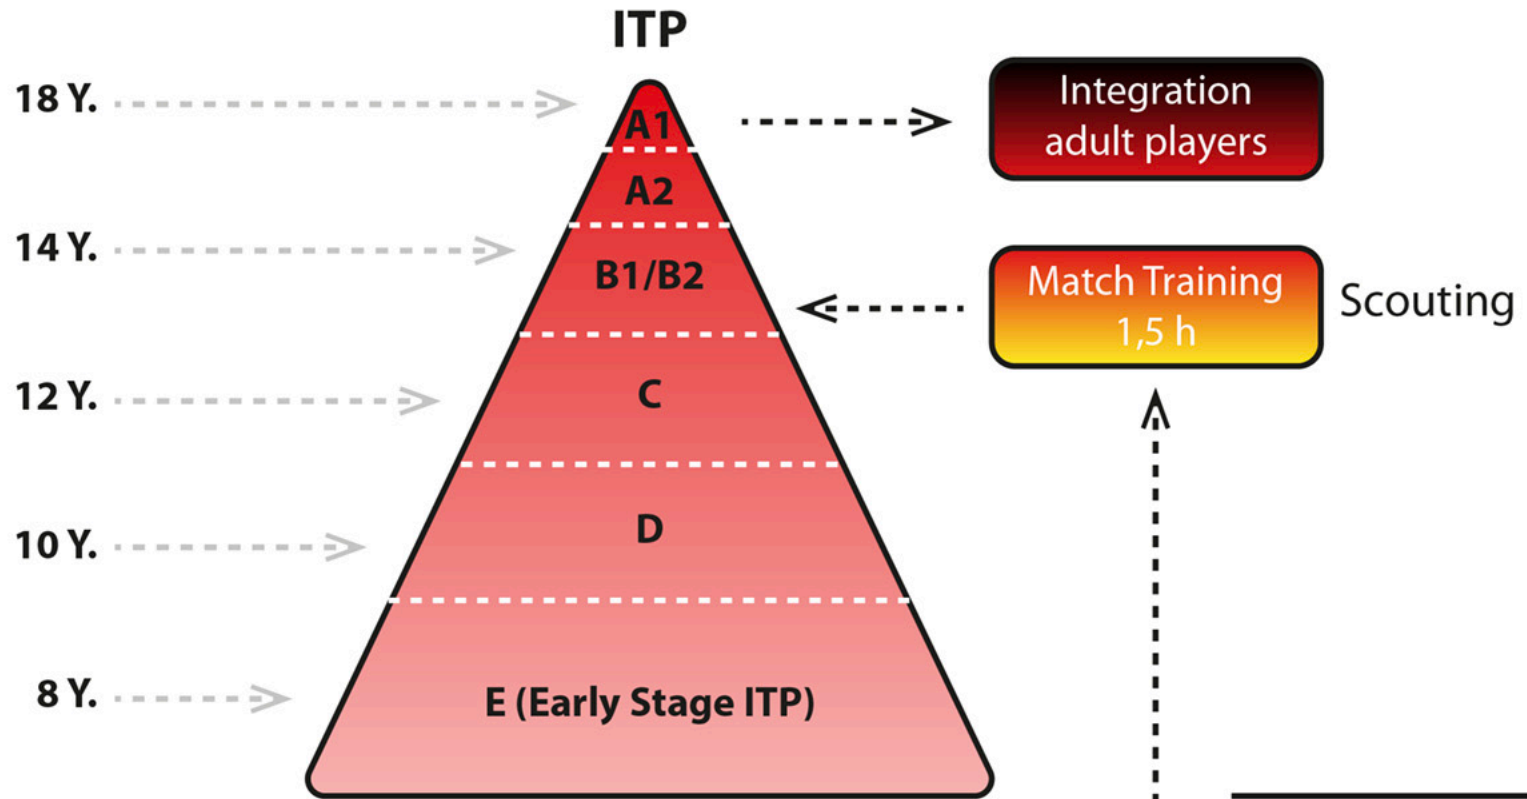 ITP
18 Y.
A1
Integration
adult players
A2
14 Y.
B1/B2
Match Training
1,5 h
Scouting
12 Y.
C
10 Y.
D
8 Y.
E (Early Stage ITP)